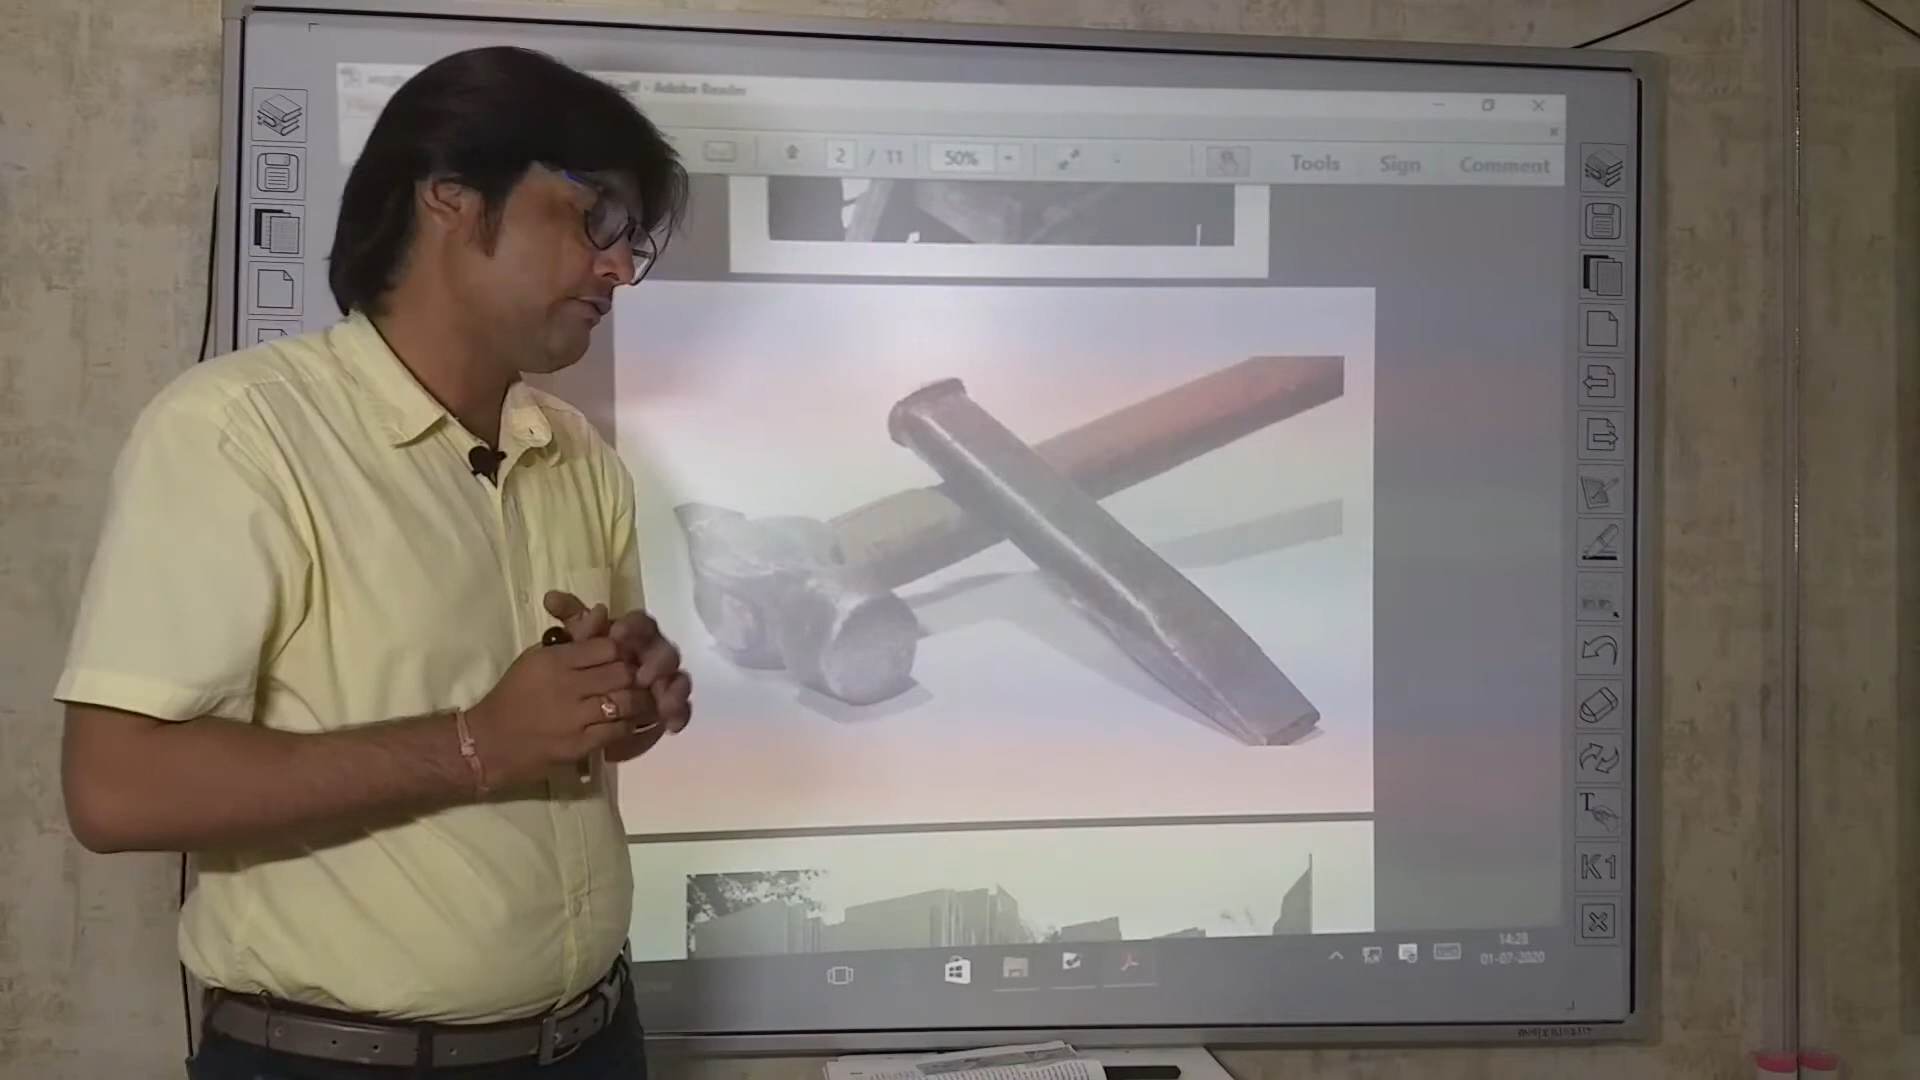 - Adobe Reader
2 / 11 50% Tools Sign Comment
T
K1
14:28
01-07-2020